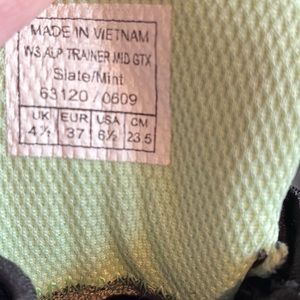 MADE IN VIETNAM
WS ALP TRAINER MID GTX
Slate/Mint
63120 / 0609
UK EUR USA CM
4½ 37 6½ 23.5